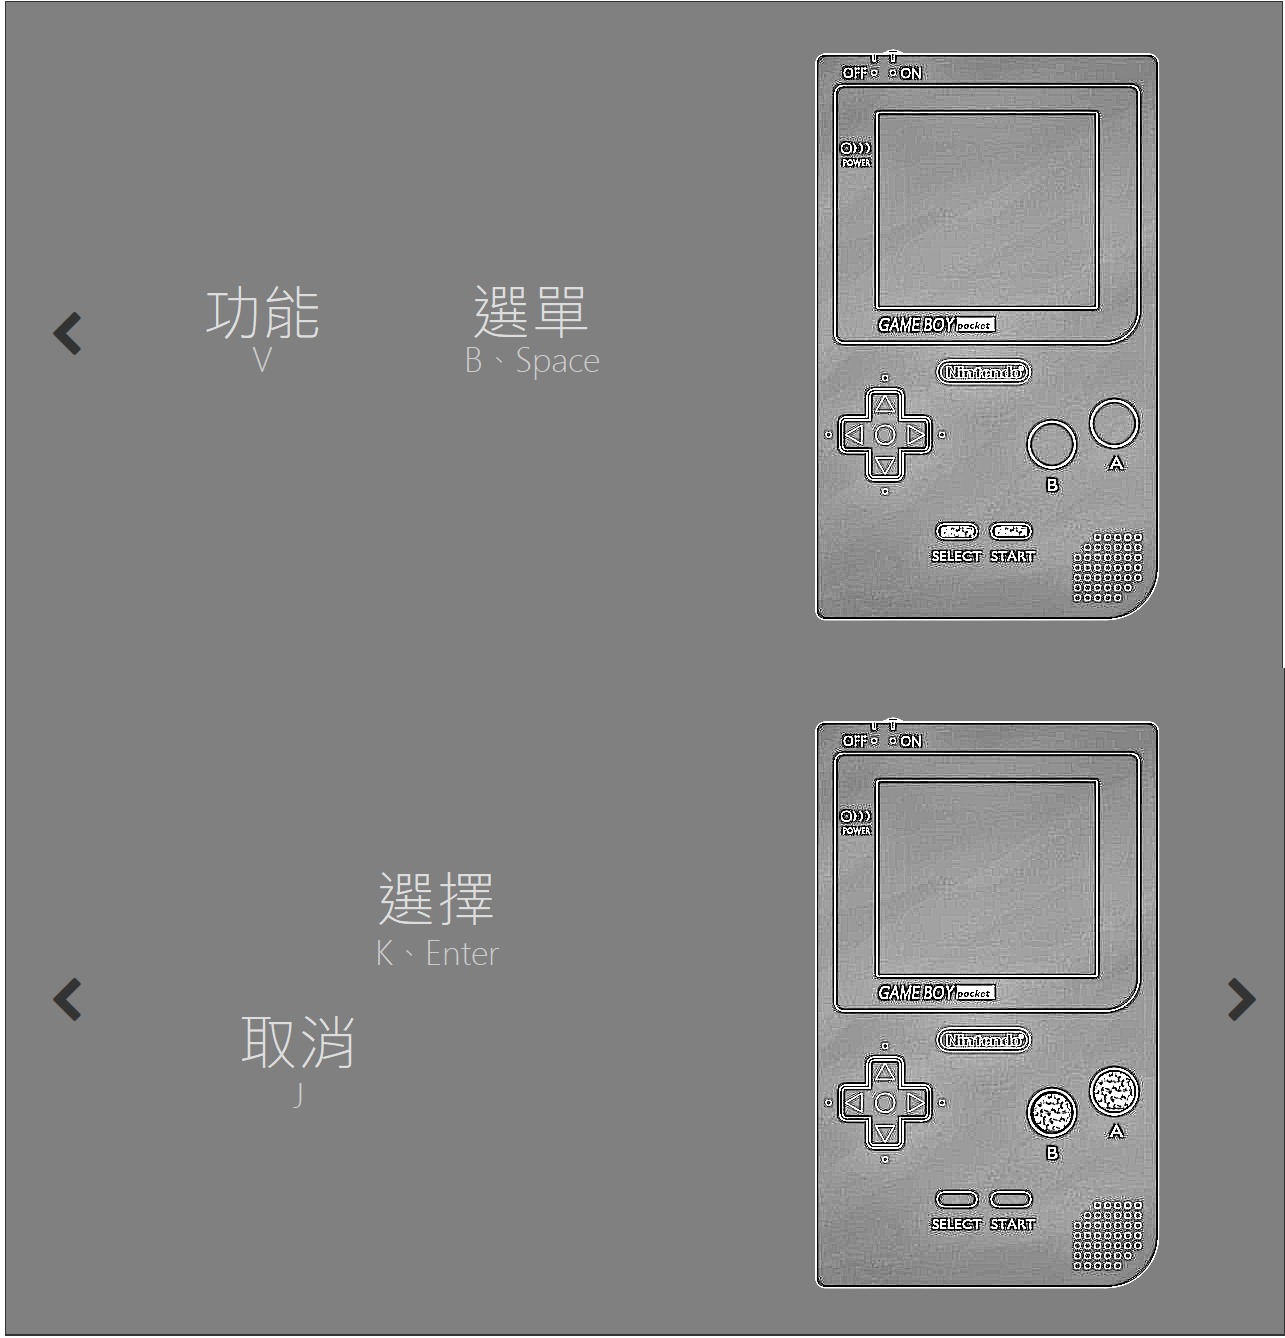 OFF ON
POWER
功能 選單
V B、Space
GAME BOY pocket
Nintendo
A
B
SELECT START
OFF ON
POWER
選擇
K、Enter
GAME BOY pocket
取消
J
Nintendo
A
B
SELECT START